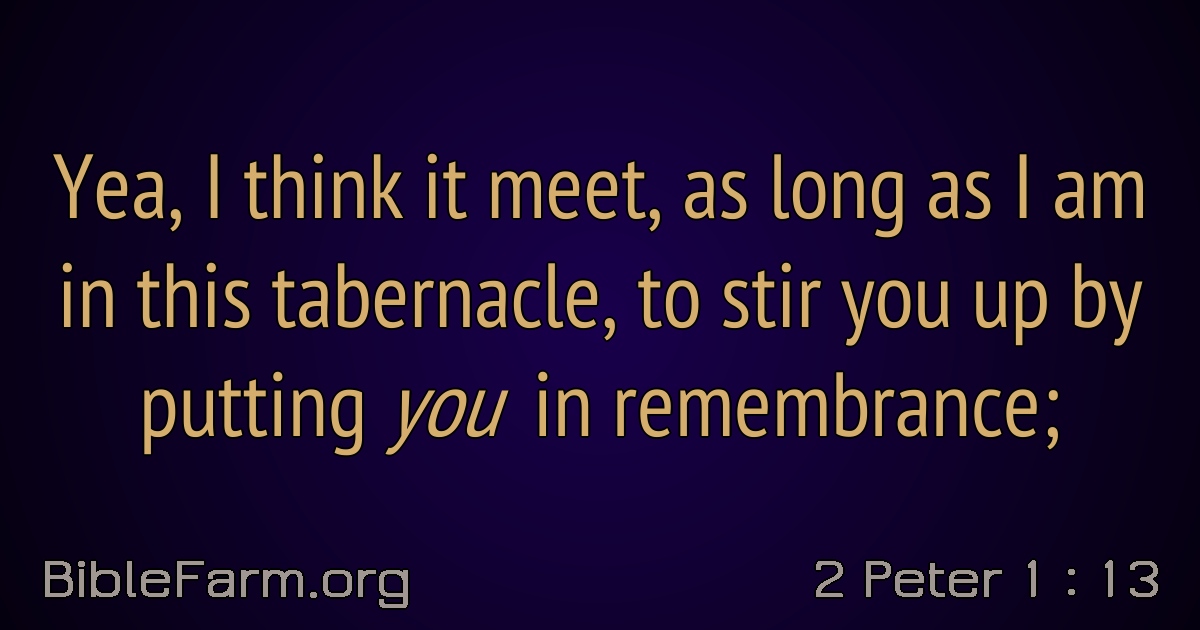 Yea, I think it meet, as long as I am
in this tabernacle, to stir you up by
putting you in remembrance;
BibleFarm.org
2 Peter 1 : 13